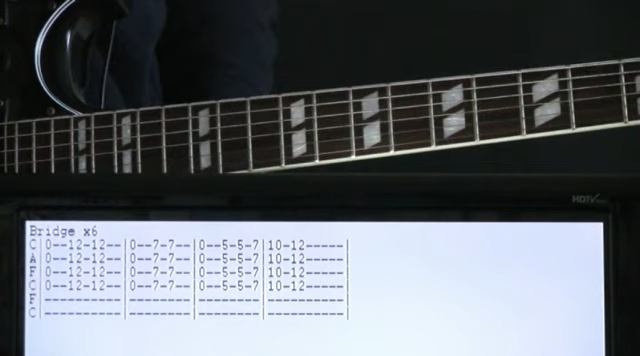 HDTV
Bridge x6
C|0--12-12--|0--7-7--|0--5-5-7|10-12-----|
A|0--12-12--|0--7-7--|0--5-5-7|10-12-----|
F|0--12-12--|0--7-7--|0--5-5-7|10-12-----|
C|0--12-12--|0--7-7--|0--5-5-7|10-12-----|
F|----------|--------|--------|----------|
C|----------|--------|--------|----------|